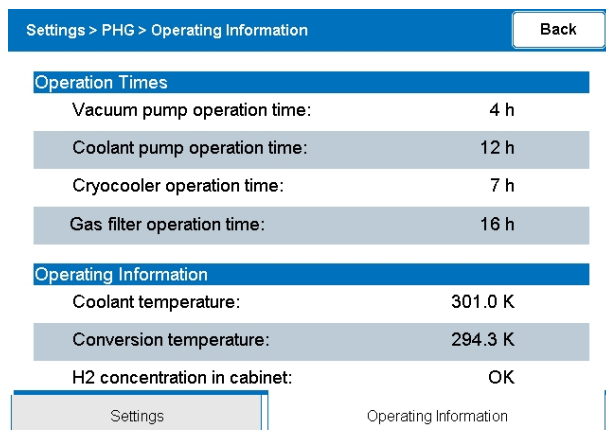 Settings > PHG > Operating Information Back
Operation Times
Vacuum pump operation time: 4 h
Coolant pump operation time: 12 h
Cryocooler operation time: 7 h
Gas filter operation time: 16 h
Operating Information
Coolant temperature: 301.0 K
Conversion temperature: 294.3 K
H2 concentration in cabinet: OK
Settings Operating Information